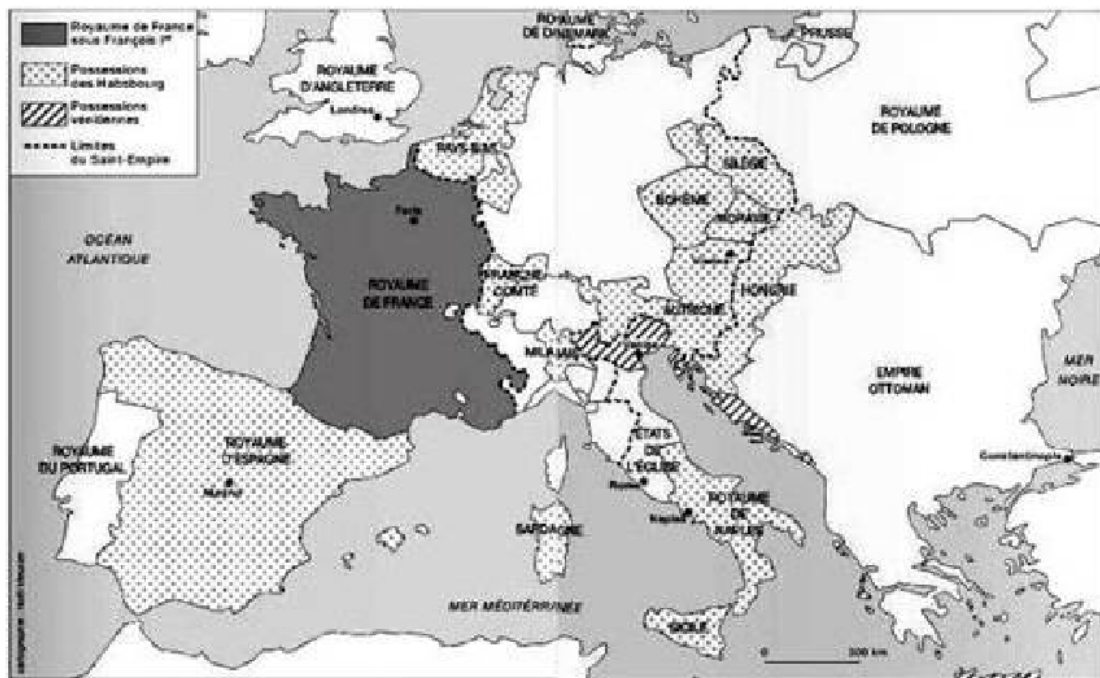 Royaume de France
sous François Iᵉʳ
Possessions
des Habsbourg
Possessions
vénitiennes
Limites
du Saint-Empire
ROYAUME
DE DANEMARK
PRUSSE
ROYAUME
D'ANGLETERRE
Londres
ROYAUME
DE POLOGNE
PAYS-BAS
SILÉSIE
BOHÊME
MORAVIE
Paris
OCÉAN
ATLANTIQUE
Vienne
FRANCHE-
COMTÉ
HONGRIE
ROYAUME
DE FRANCE
AUTRICHE
MILANAIS
EMPIRE
OTTOMAN
MER
NOIRE
ROYAUME
DU PORTUGAL
ROYAUME
D'ESPAGNE
Madrid
ÉTATS
DE
L'ÉGLISE
Rome
Constantinople
Naples
ROYAUME
DE
NAPLES
SARDAGNE
MER MÉDITERRANÉE
SICILE
0
300 km